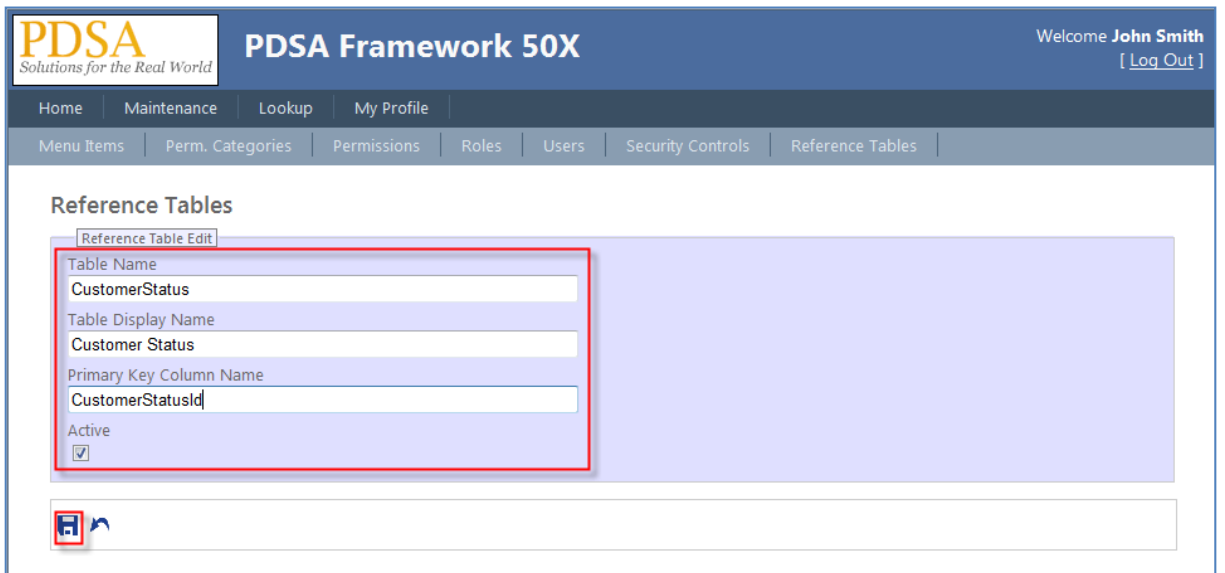 PDSA
Solutions for the Real World
PDSA Framework 50X
Welcome John Smith
[ Log Out ]
Home Maintenance Lookup My Profile
Menu Items Perm. Categories Permissions Roles Users Security Controls Reference Tables
Reference Tables
Reference Table Edit
Table Name
CustomerStatus
Table Display Name
Customer Status
Primary Key Column Name
CustomerStatusId
Active